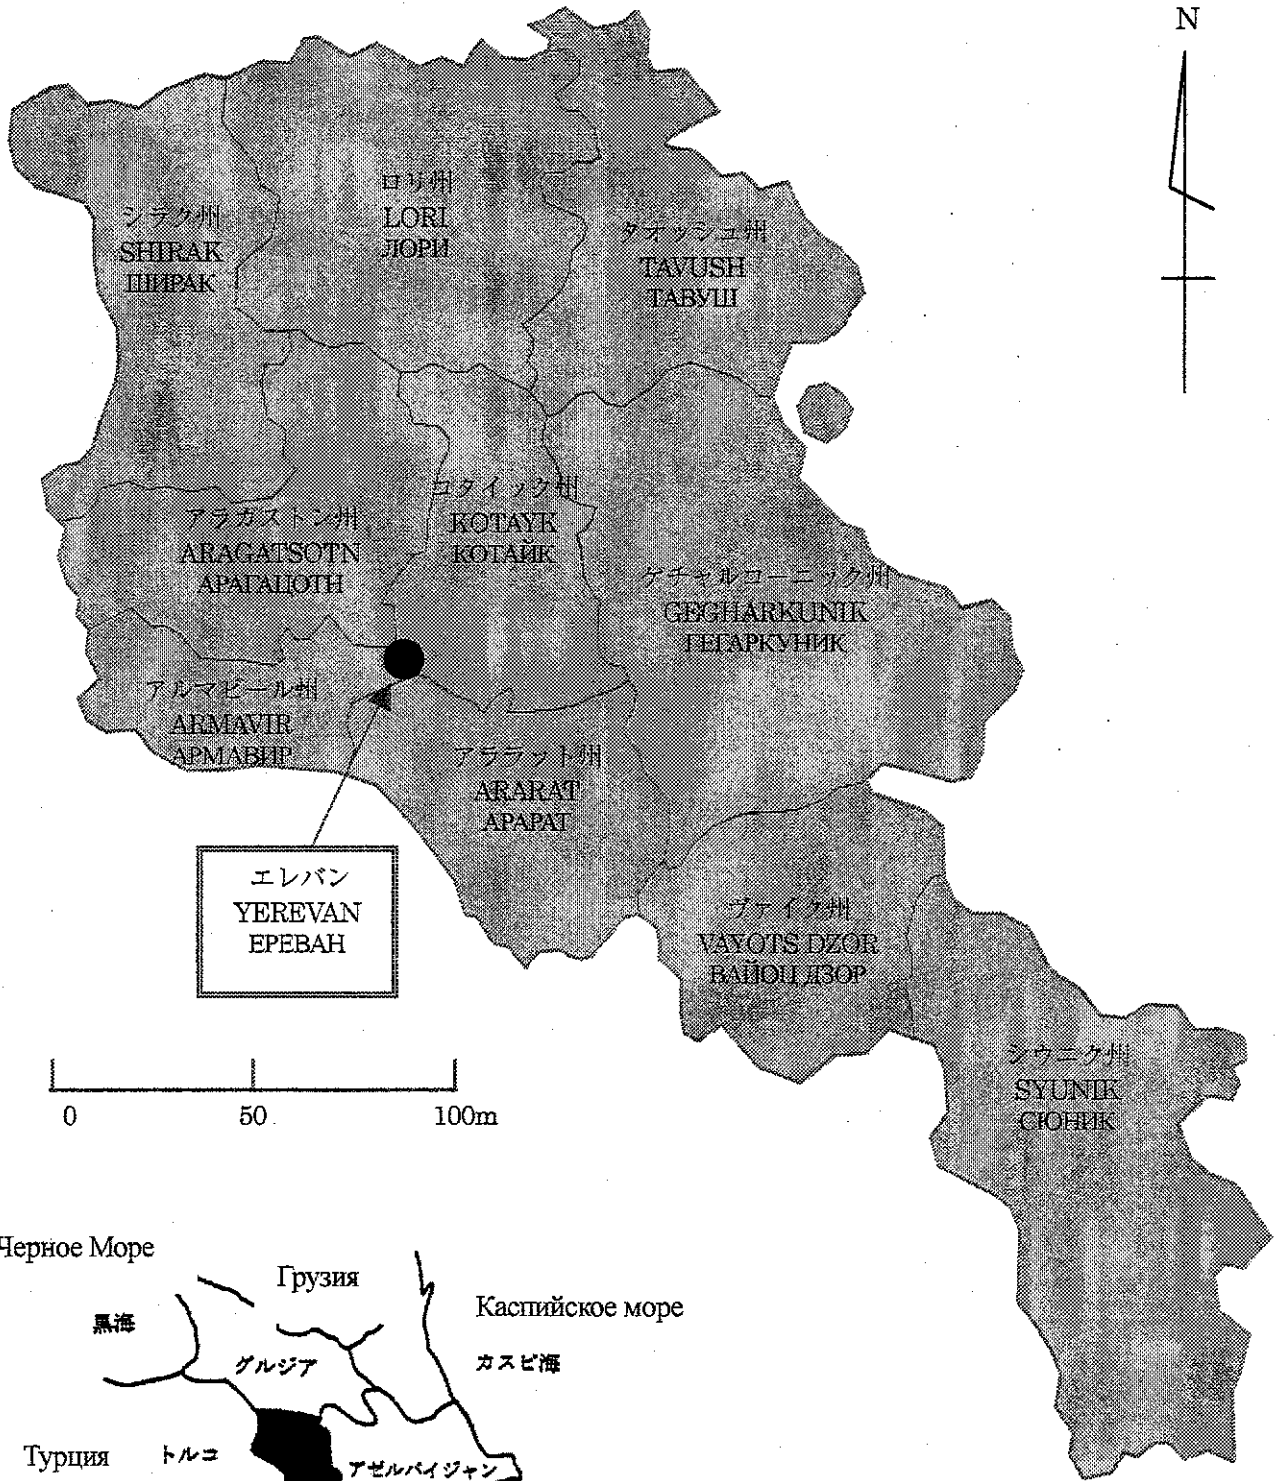 N
ロリ州
LORI
ЛОРИ
シラク州
SHIRAK
ШИРАК
タオッシュ州
TAVUSH
ТАВУШ
コタイック州
KOTAYK
КОТАЙК
アラガストン州
ARAGATSOTN
АРАГАЦОТН
ゲチャルコーニック州
GEGHARKUNIK
ГЕГАРКУНИК
アルマビール州
ARMAVIR
АРМАВИР
アララット州
ARARAT
АРАРАТ
エレバン
YEREVAN
ЕРЕВАН
ヴァイク州
VAYOTS DZOR
ВАЙОЦ ДЗОР
シウニク州
SYUNIK
СЮНИК
0 50 100m
Черное Море
Грузия
Каспийское море
黒海
グルジア
カスピ海
Турция
トルコ
アゼルバイジャン